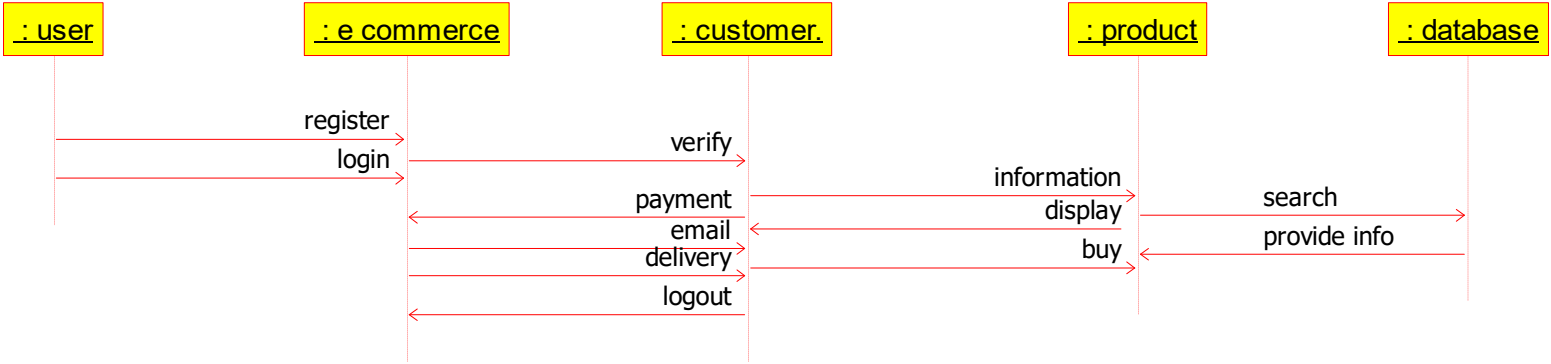 : user
: e commerce
: customer.
: product
: database
register
verify
login
information
payment
search
display
email
provide info
buy
delivery
logout